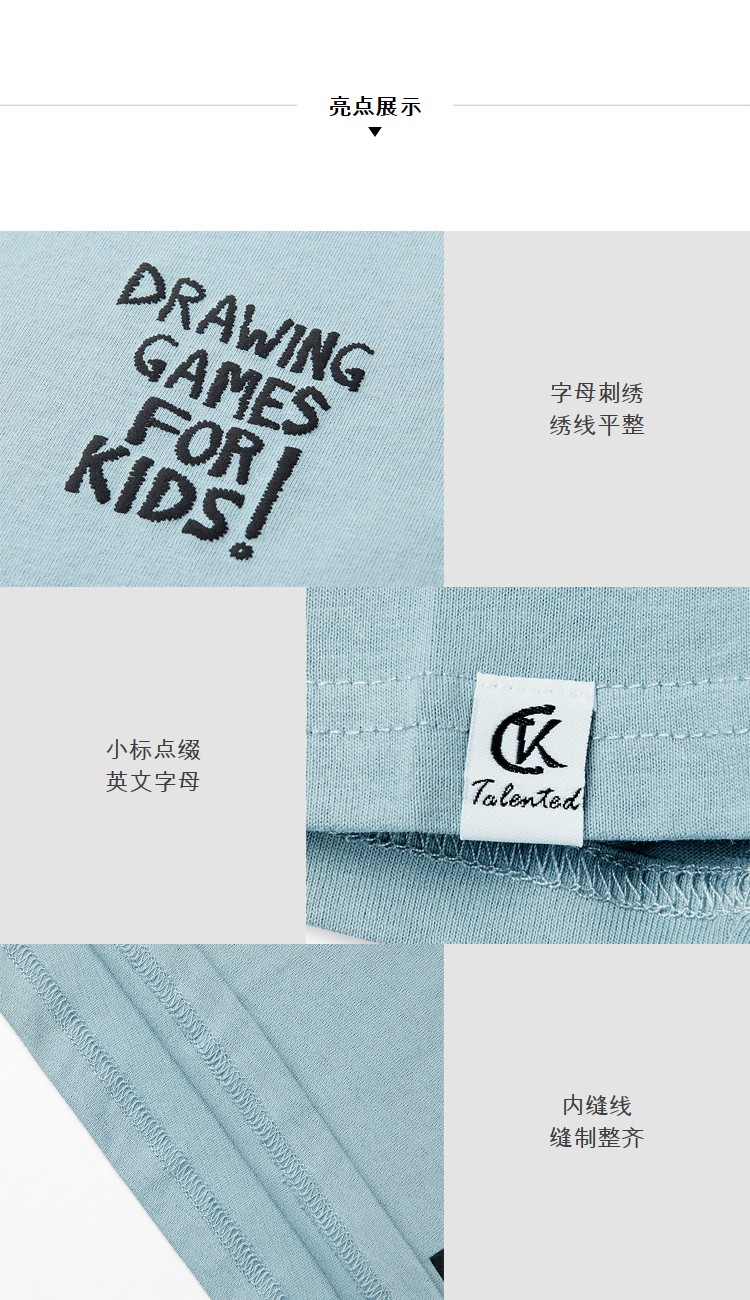 亮点展示
DRAWING
GAMES
FOR
KIDS!
字母刺绣
绣线平整
小标点缀
英文字母
CK
Talented
内缝线
缝制整齐